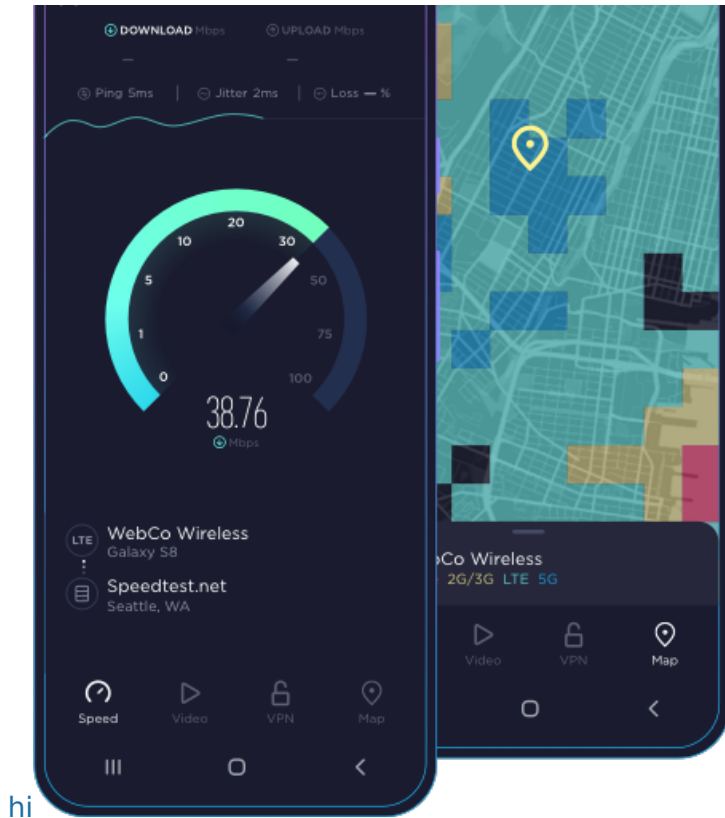 DOWNLOAD Mbps
UPLOAD Mbps
—
—
Ping 5ms
Jitter 2ms
Loss — %
0
1
5
10
20
30
50
75
100
38.76
Mbps
LTE
WebCo Wireless
Galaxy S8
Speedtest.net
Seattle, WA
Speed
Video
VPN
Map
Co Wireless
2G/3G LTE 5G
Video
VPN
Map
hi